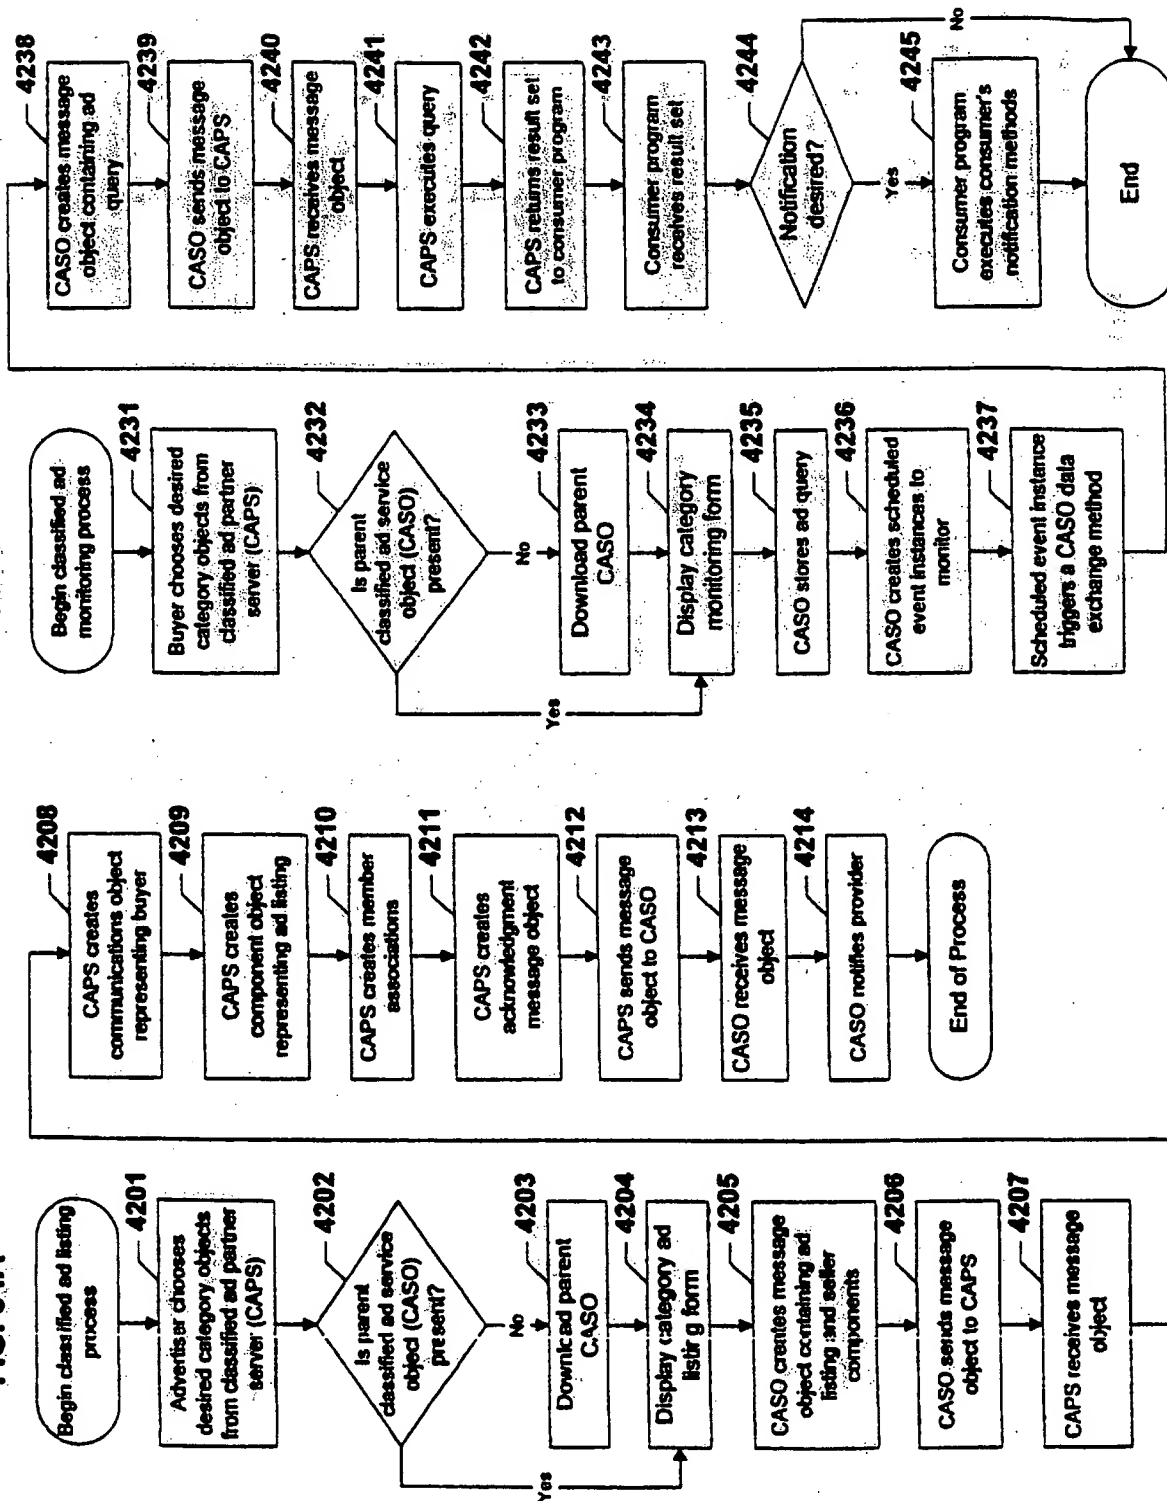 Begin classified ad listing
process
4201
Advertiser chooses
desired category objects
from classified ad partner
server (CAPS)
4202
Is parent
classified ad service
object (CASO)
present?
No
Yes
4203
Download parent
CASO
4204
Display category ad
listing form
4205
CASO creates message
object containing ad
listing and seller
components
4206
CASO sends message
object to CAPS
4207
CAPS receives message
object
4208
CAPS creates
communications object
representing buyer
4209
CAPS creates
component object
representing ad listing
4210
CAPS creates member
associations
4211
CAPS creates
acknowledgment
message object
4212
CAPS sends message
object to CASO
4213
CASO receives message
object
4214
CASO notifies provider
End of Process
Begin classified ad
monitoring process
4231
Buyer chooses desired
category objects from
classified ad partner
server (CAPS)
4232
Is parent
classified ad service
object (CASO)
present?
No
Yes
4233
Download parent
CASO
4234
Display category
monitoring form
4235
CASO stores ad query
4236
CASO creates scheduled
event instances to
monitor
4237
Scheduled event instance
triggers a CASO data
exchange method
4238
CASO creates message
object containing ad
query
4239
CASO sends message
object to CAPS
4240
CAPS receives message
object
4241
CAPS executes query
4242
CAPS returns result set
to consumer program
4243
Consumer program
receives result set
4244
Notification
desired?
No
Yes
4245
Consumer program
executes consumer's
notification methods
End